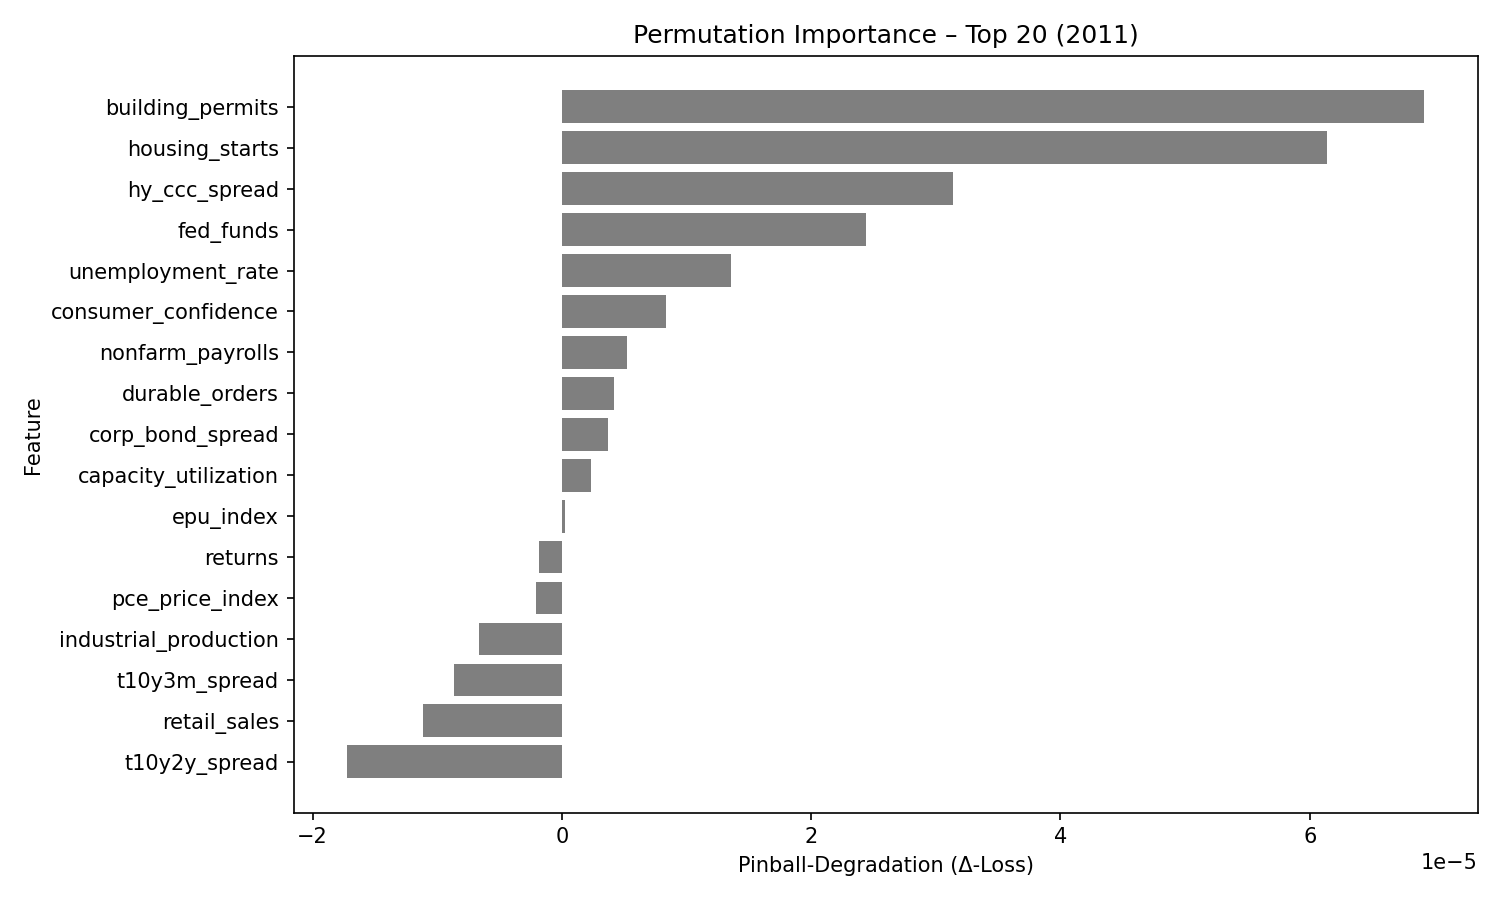 Permutation Importance – Top 20 (2011)
building_permits
housing_starts
hy_ccc_spread
fed_funds
unemployment_rate
consumer_confidence
nonfarm_payrolls
durable_orders
corp_bond_spread
capacity_utilization
epu_index
returns
pce_price_index
industrial_production
t10y3m_spread
retail_sales
t10y2y_spread
Feature
−2 0 2 4 6
1e−5
Pinball-Degradation (Δ-Loss)